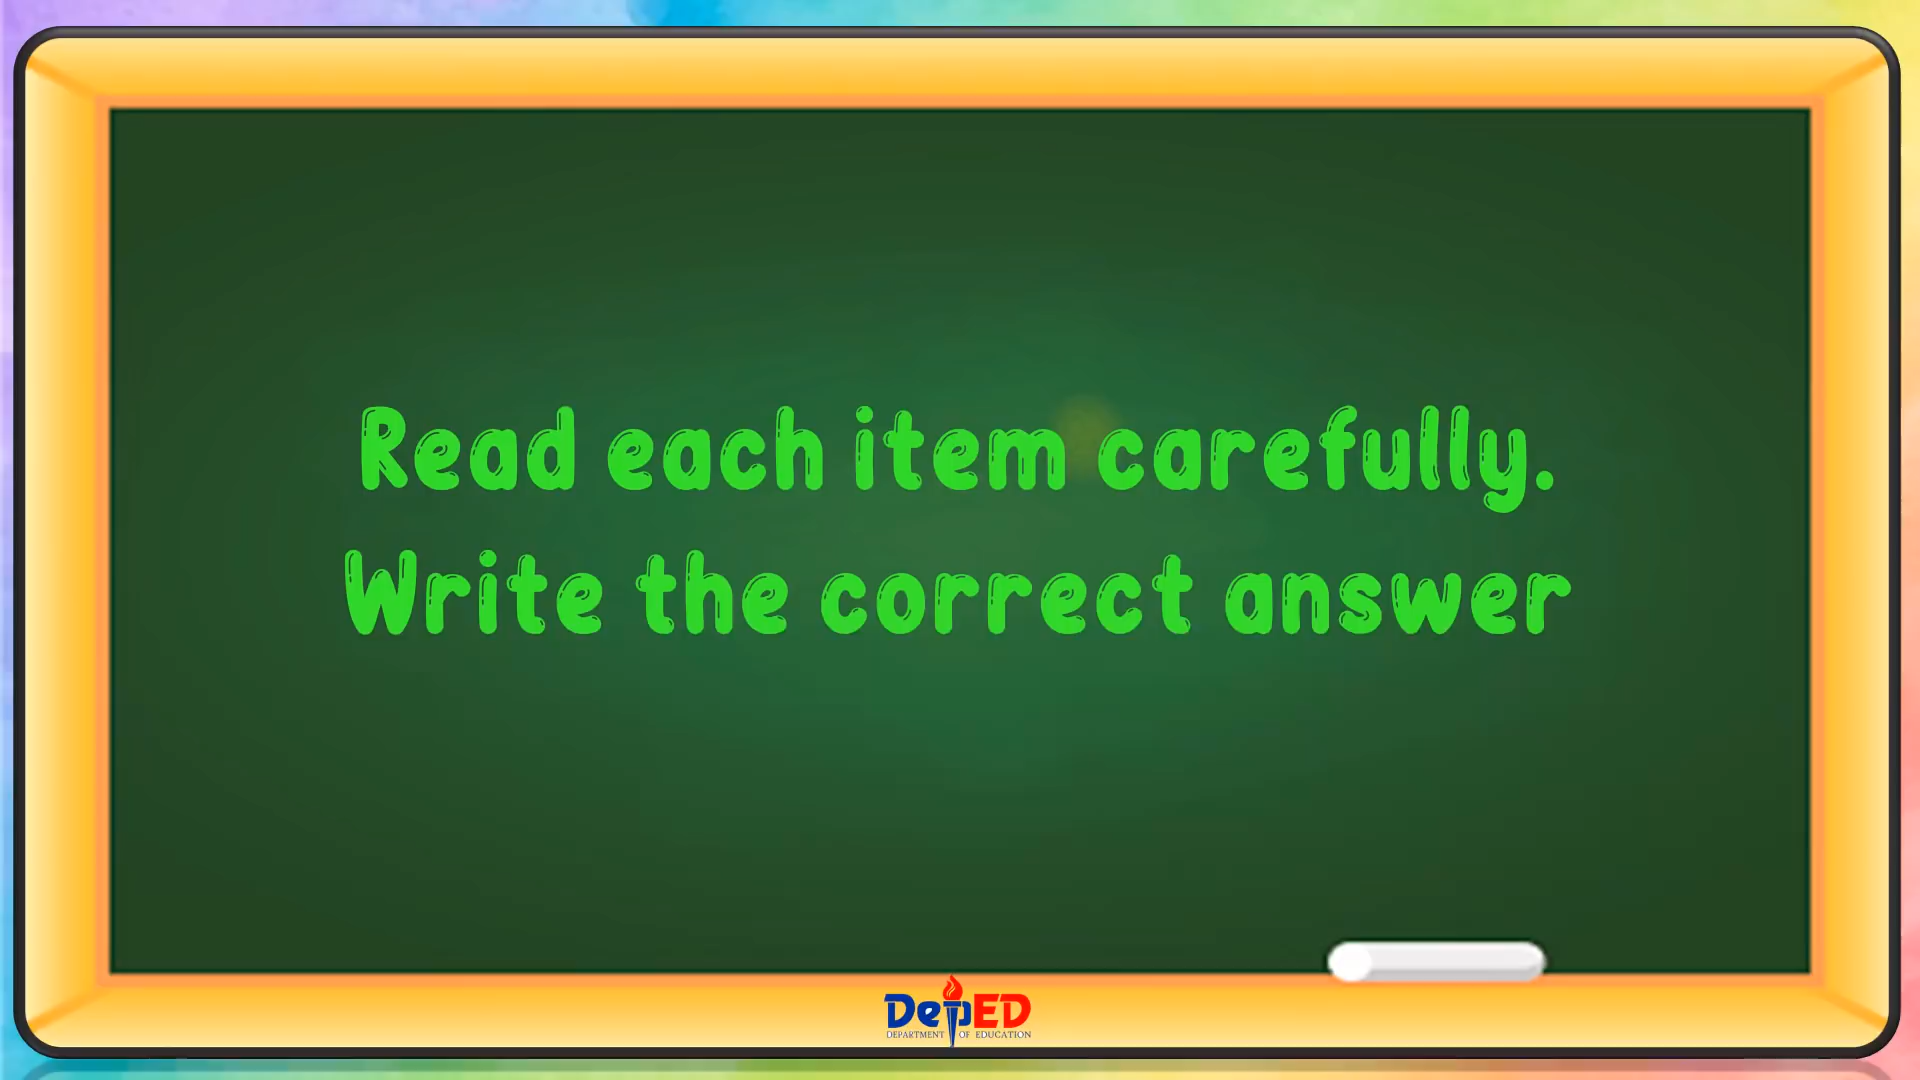 Read each item carefully.
Write the correct answer
DepED
DEPARTMENT OF EDUCATION